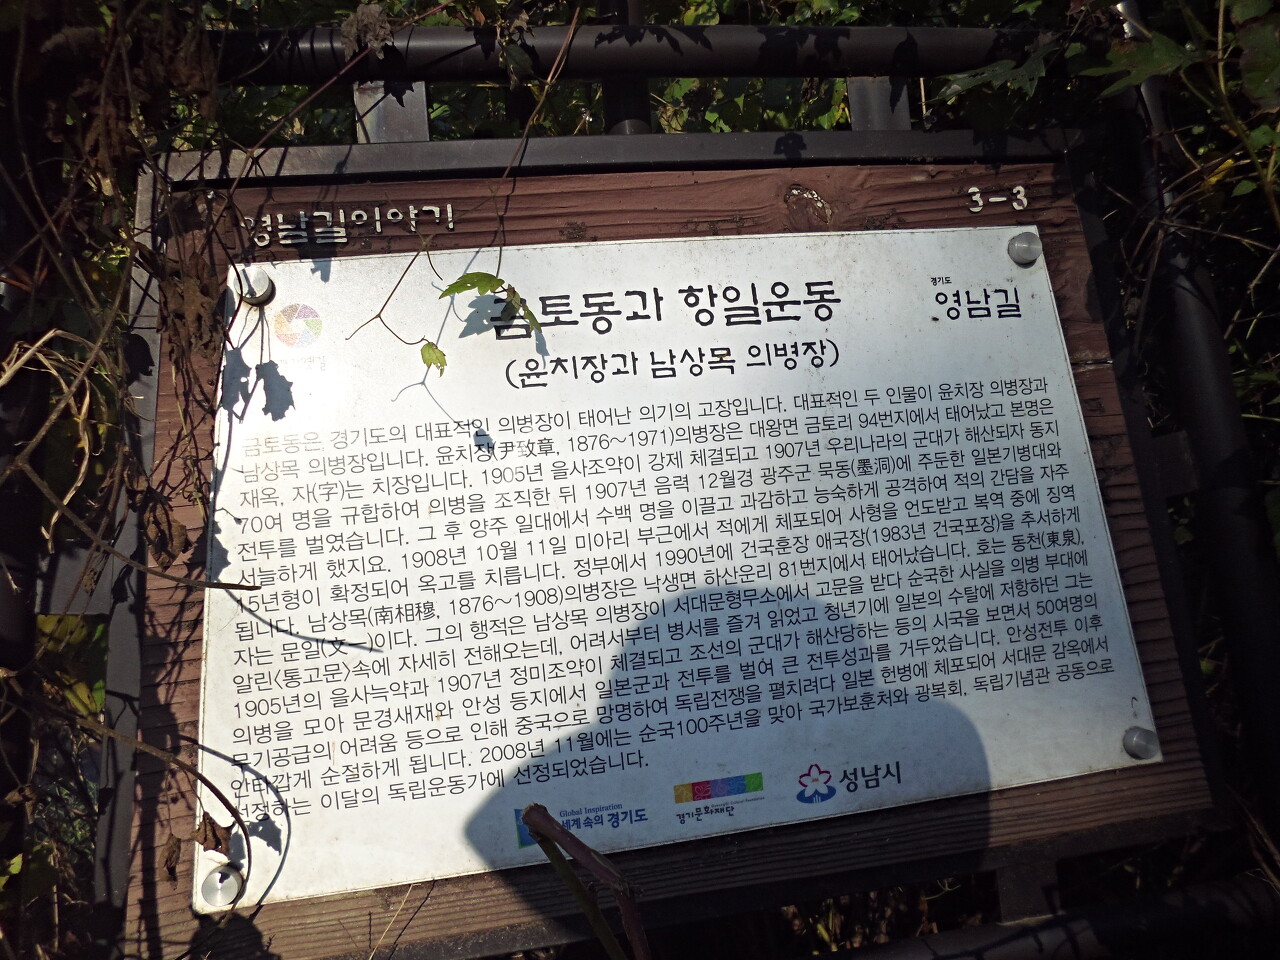 영남길이야기
3-3
금토동과 항일운동
경기도
영남길
(윤치장과 남상목 의병장)
금토동은 경기도의 대표적인 의병장이 태어난 의기의 고장입니다. 대표적인 두 인물이 윤치장 의병장과
남상목 의병장입니다. 윤치장(尹致章, 1876~1971)의병장은 대왕면 금토리 94번지에서 태어났고 본명은
재옥, 자(字)는 치장입니다. 1905년 을사조약이 강제 체결되고 1907년 우리나라의 군대가 해산되자 동지
70여 명을 규합하여 의병을 조직한 뒤 1907년 음력 12월경 광주군 묵동(墨洞)에 주둔한 일본기병대와
전투를 벌였습니다. 그 후 양주 일대에서 수백 명을 이끌고 과감하고 능숙하게 공격하여 적의 간담을 자주
서늘하게 했지요. 1908년 10월 11일 미아리 부근에서 적에게 체포되어 사형을 언도받고 복역 중에 징역
15년형이 확정되어 옥고를 치릅니다. 정부에서 1990년에 건국훈장 애국장(1983년 건국포장)을 추서하게
됩니다. 남상목(南相穆, 1876~1908)의병장은 낙생면 하산운리 81번지에서 태어났습니다. 호는 동천(東泉),
자는 문일(文一)이다. 그의 행적은 남상목 의병장이 서대문형무소에서 고문을 받다 순국한 사실을 의병 부대에
알린〈통고문〉속에 자세히 전해오는데, 어려서부터 병서를 즐겨 읽었고 청년기에 일본의 수탈에 저항하던 그는
1905년의 을사늑약과 1907년 정미조약이 체결되고 조선의 군대가 해산당하는 등의 시국을 보면서 50여명의
의병을 모아 문경새재와 안성 등지에서 일본군과 전투를 벌여 큰 전투성과를 거두었습니다. 안성전투 이후
무기공급의 어려움 등으로 인해 중국으로 망명하여 독립전쟁을 펼치려다 일본 헌병에 체포되어 서대문 감옥에서
안타깝게 순절하게 됩니다. 2008년 11월에는 순국100주년을 맞아 국가보훈처와 광복회, 독립기념관 공동으로
선정하는 이달의 독립운동가에 선정되었습니다.
Global Inspiration
세계 속의 경기도
경기문화재단
성남시